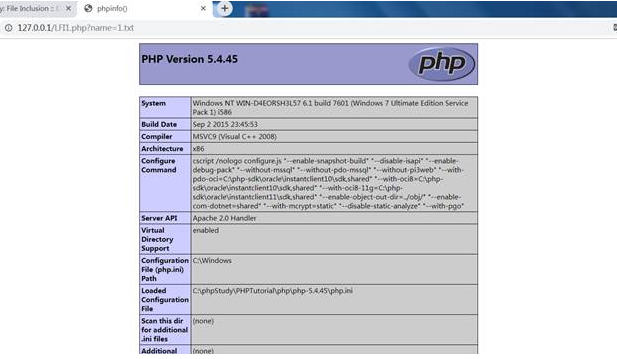 y: File Inclusion ::
phpinfo()
127.0.0.1/LFI1.php?name=1.txt
PHP Version 5.4.45
php
System
Windows NT WIN-D4EORSH3L57 6.1 build 7601 (Windows 7 Ultimate Edition Service
Pack 1) i586
Build Date
Sep 2 2015 23:45:53
Compiler
MSVC9 (Visual C++ 2008)
Architecture
x86
Configure
Command
cscript /nologo configure.js "--enable-snapshot-build" "--disable-isapi" "--enable-
debug-pack" "--without-mssql" "--without-pdo-mssql" "--without-pi3web" "--with-
pdo-oci=C:\php-sdk\oracle\instantclient10\sdk,shared" "--with-oci8=C:\php-
sdk\oracle\instantclient10\sdk,shared" "--with-oci8-11g=C:\php-
sdk\oracle\instantclient11\sdk,shared" "--enable-object-out-dir=../obj/" "--enable-
com-dotnet=shared" "--with-mcrypt=static" "--disable-static-analyze" "--with-pgo"
Server API
Apache 2.0 Handler
Virtual
Directory
Support
enabled
Configuration
File (php.ini)
Path
C:\Windows
Loaded
Configuration
File
C:\phpStudy\PHPTutorial\php\php-5.4.45\php.ini
Scan this dir
for additional
.ini files
(none)
Additional
(none)